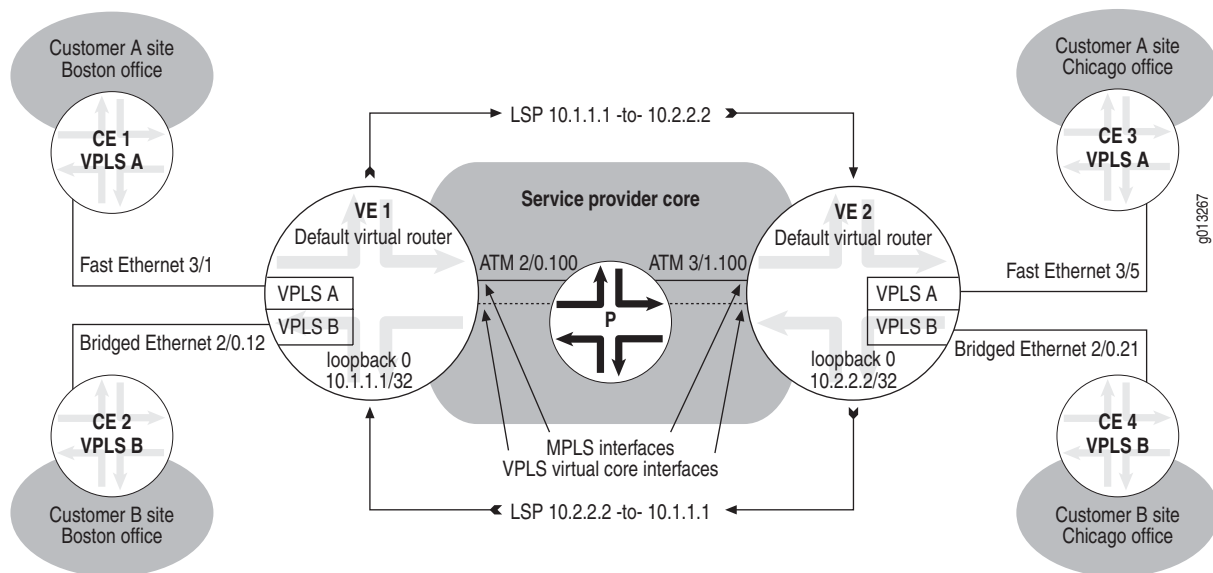 Customer A site
Boston office
CE 1
VPLS A
Fast Ethernet 3/1
Bridged Ethernet 2/0.12
CE 2
VPLS B
Customer B site
Boston office
LSP 10.1.1.1 -to- 10.2.2.2
Service provider core
VE 1
Default virtual router
VPLS A
VPLS B
loopback 0
10.1.1.1/32
ATM 2/0.100
ATM 3/1.100
P
MPLS interfaces
VPLS virtual core interfaces
LSP 10.2.2.2 -to- 10.1.1.1
VE 2
Default virtual router
VPLS A
VPLS B
loopback 0
10.2.2.2/32
Customer A site
Chicago office
CE 3
VPLS A
Fast Ethernet 3/5
Bridged Ethernet 2/0.21
CE 4
VPLS B
Customer B site
Chicago office
g013267